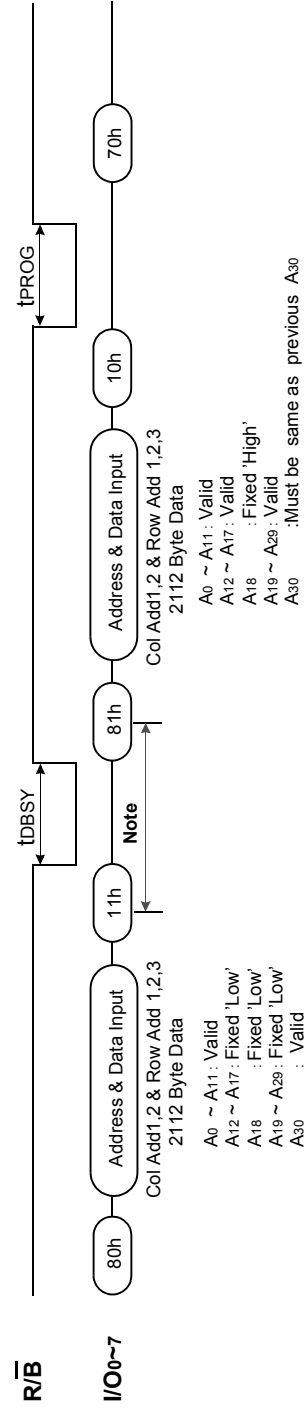 R/B
tDBSY
tPROG
I/O0~7
80h
Address & Data Input
11h
81h
Address & Data Input
10h
70h
Note
Col Add1,2 & Row Add 1,2,3
2112 Byte Data
A0 ~ A11 : Valid
A12 ~ A17 : Fixed 'Low'
A18 : Fixed 'Low'
A19 ~ A29 : Fixed 'Low'
A30 : Valid
Col Add1,2 & Row Add 1,2,3
2112 Byte Data
A0 ~ A11 : Valid
A12 ~ A17 : Valid
A18 : Fixed 'High'
A19 ~ A29 : Valid
A30 :Must be same as previous A30